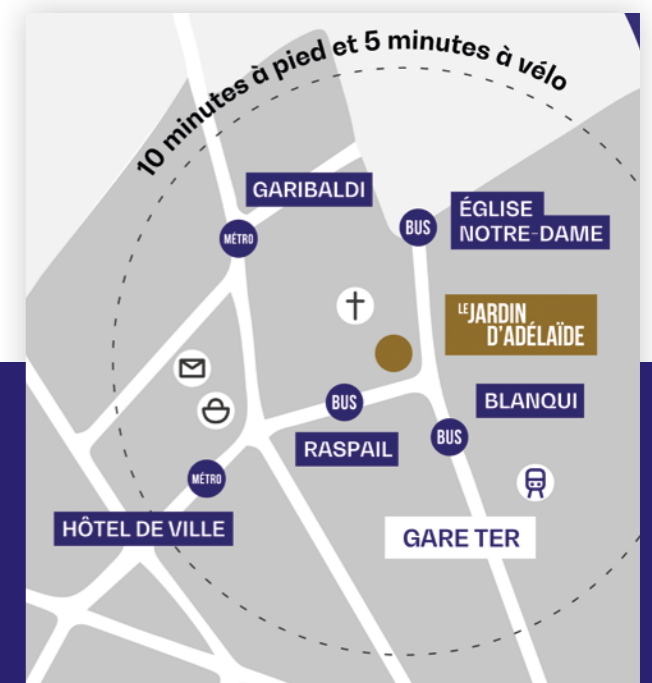 10 minutes à pied et 5 minutes à vélo
GARIBALDI
MÉTRO
BUS
ÉGLISE
NOTRE-DAME
LE JARDIN
D'ADÉLAÏDE
BUS
RASPAIL
BLANQUI
BUS
MÉTRO
HÔTEL DE VILLE
GARE TER